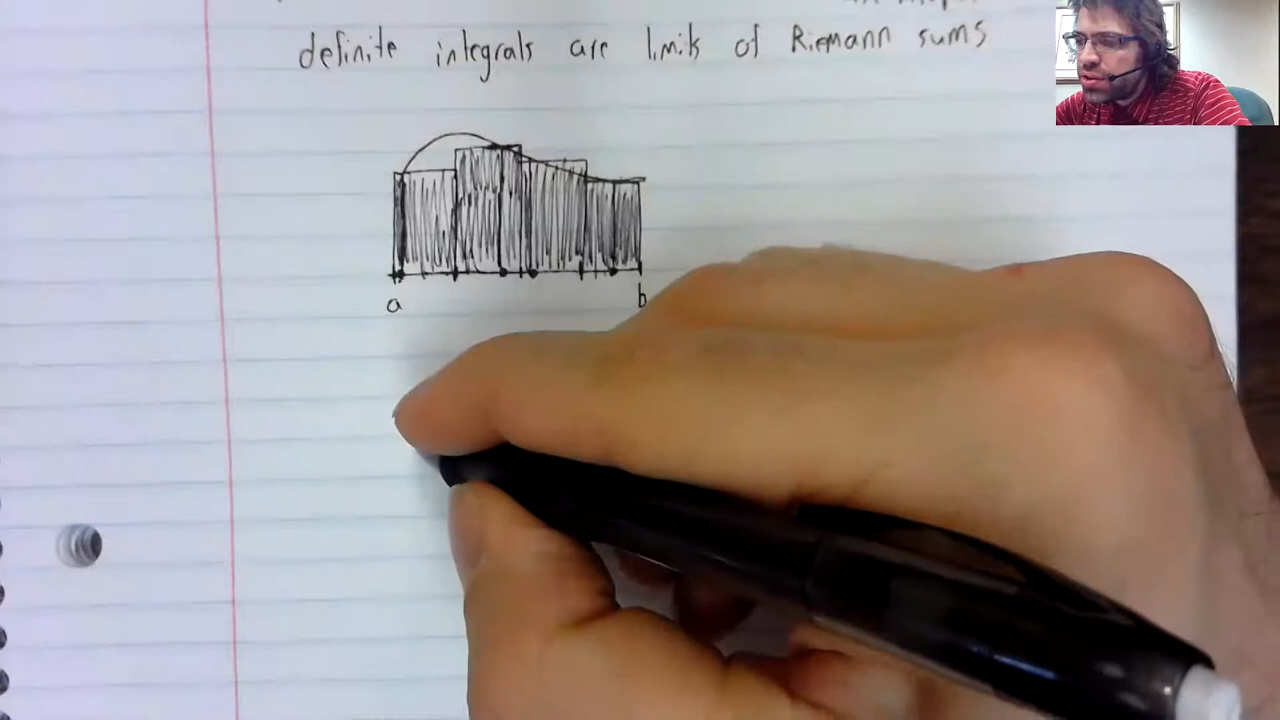 definite integrals are limits of Riemann sums
a
b